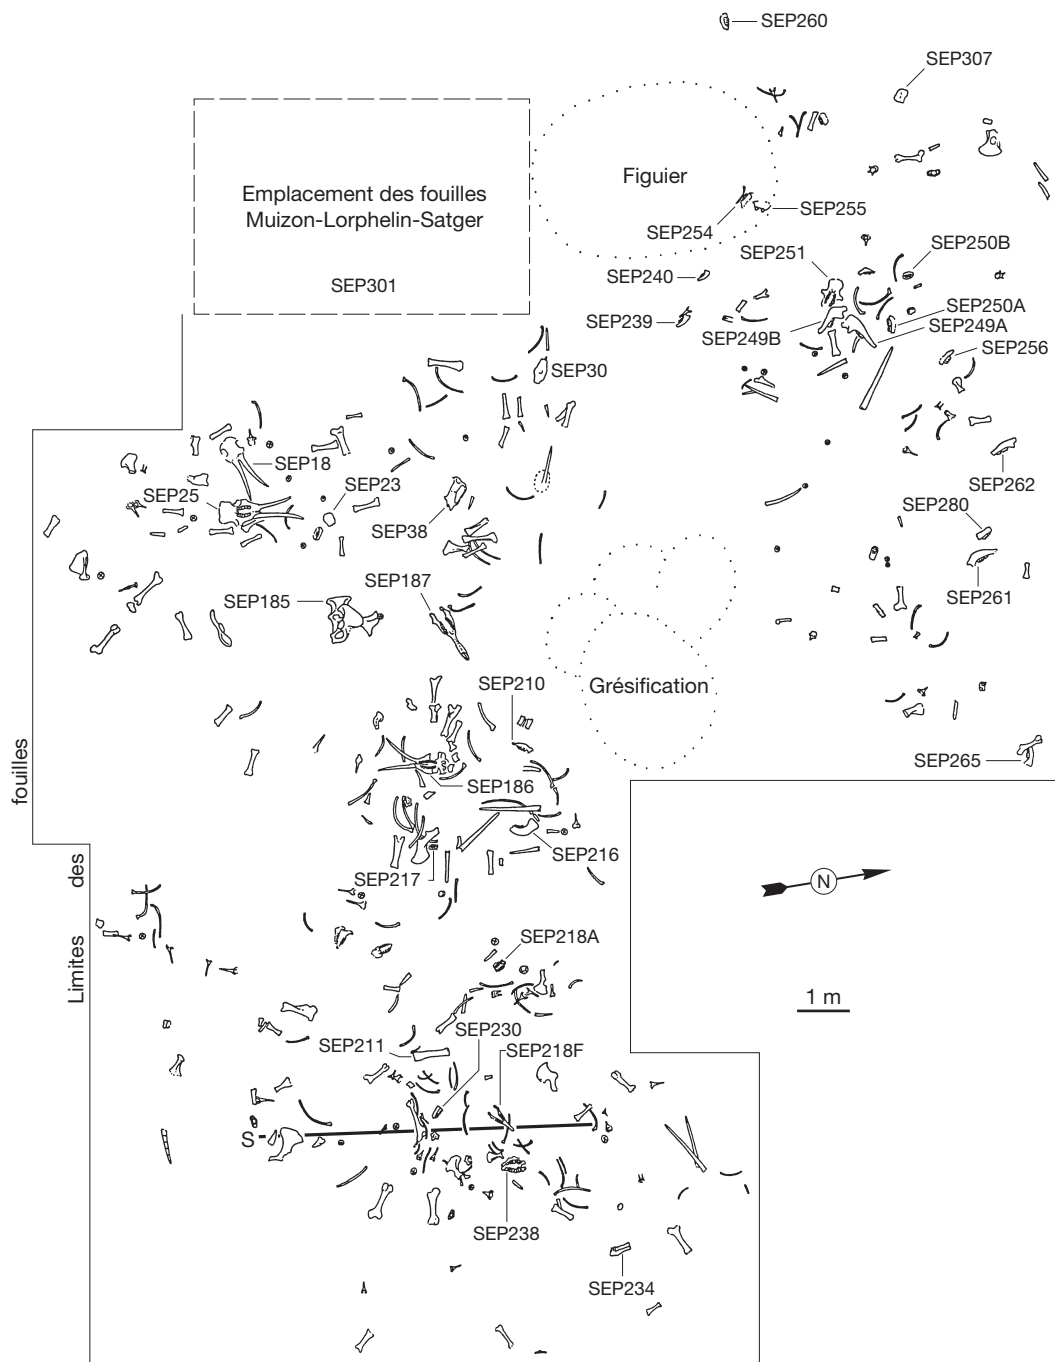 SEP260
SEP307
Figuier
Emplacement des fouilles
Muizon-Lorphelin-Satger
SEP301
SEP255
SEP254
SEP250B
SEP251
SEP240
SEP250A
SEP239
SEP249A
SEP249B
SEP256
SEP30
SEP18
SEP23
SEP25
SEP38
SEP262
SEP280
SEP187
SEP185
SEP261
SEP210
Grésification
SEP265
SEP186
SEP216
SEP217
Limites des fouilles
N
SEP218A
1 m
SEP230
SEP211
SEP218F
S
SEP238
SEP234